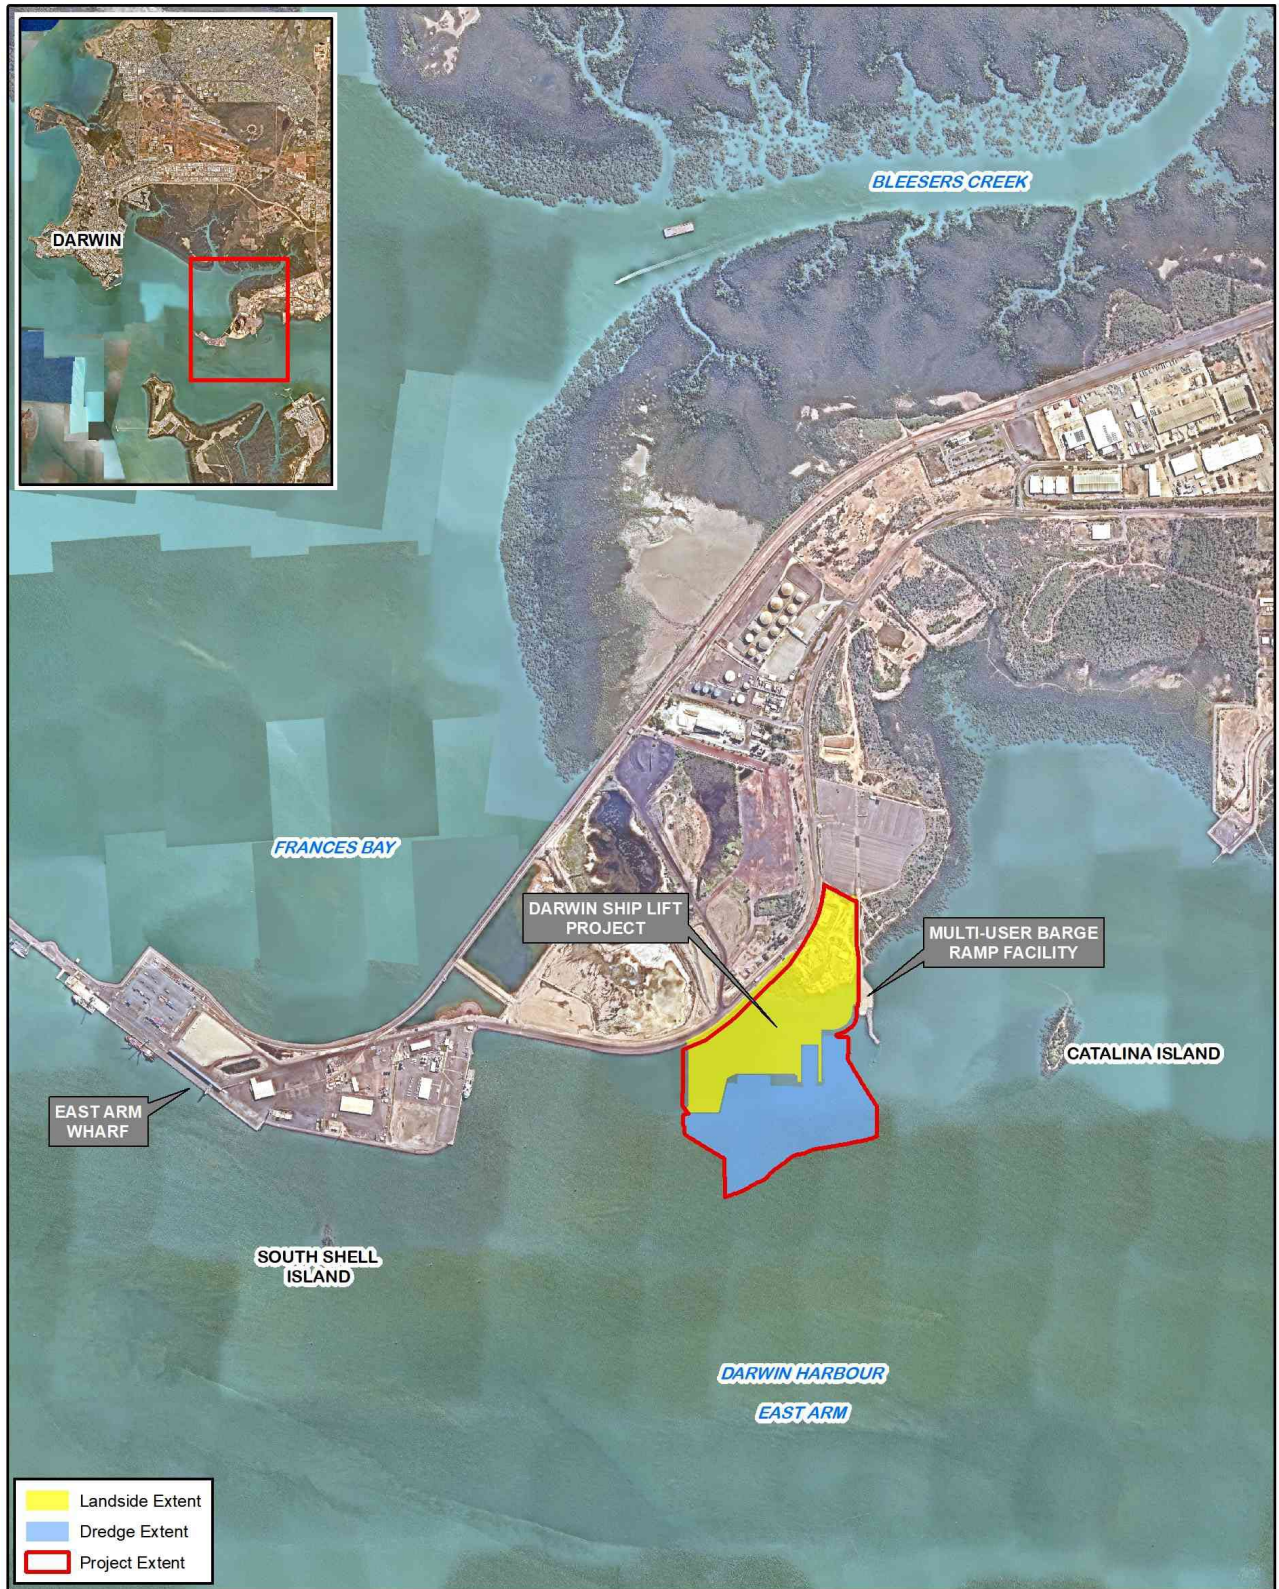 DARWIN
BLEESERS CREEK
FRANCES BAY
DARWIN SHIP LIFT
PROJECT
MULTI-USER BARGE
RAMP FACILITY
CATALINA ISLAND
EAST ARM
WHARF
SOUTH SHELL
ISLAND
DARWIN HARBOUR
EAST ARM
Landside Extent
Dredge Extent
Project Extent